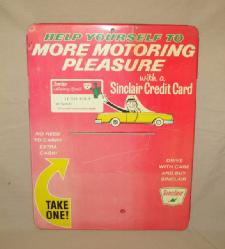 HELP YOURSELF TO
MORE MOTORING
PLEASURE
with a
Sinclair Credit Card
Sinclair
NO NEED
TO CARRY
EXTRA
CASH!
DRIVE
WITH CARE
AND BUY
SINCLAIR
Sinclair
TAKE
ONE!